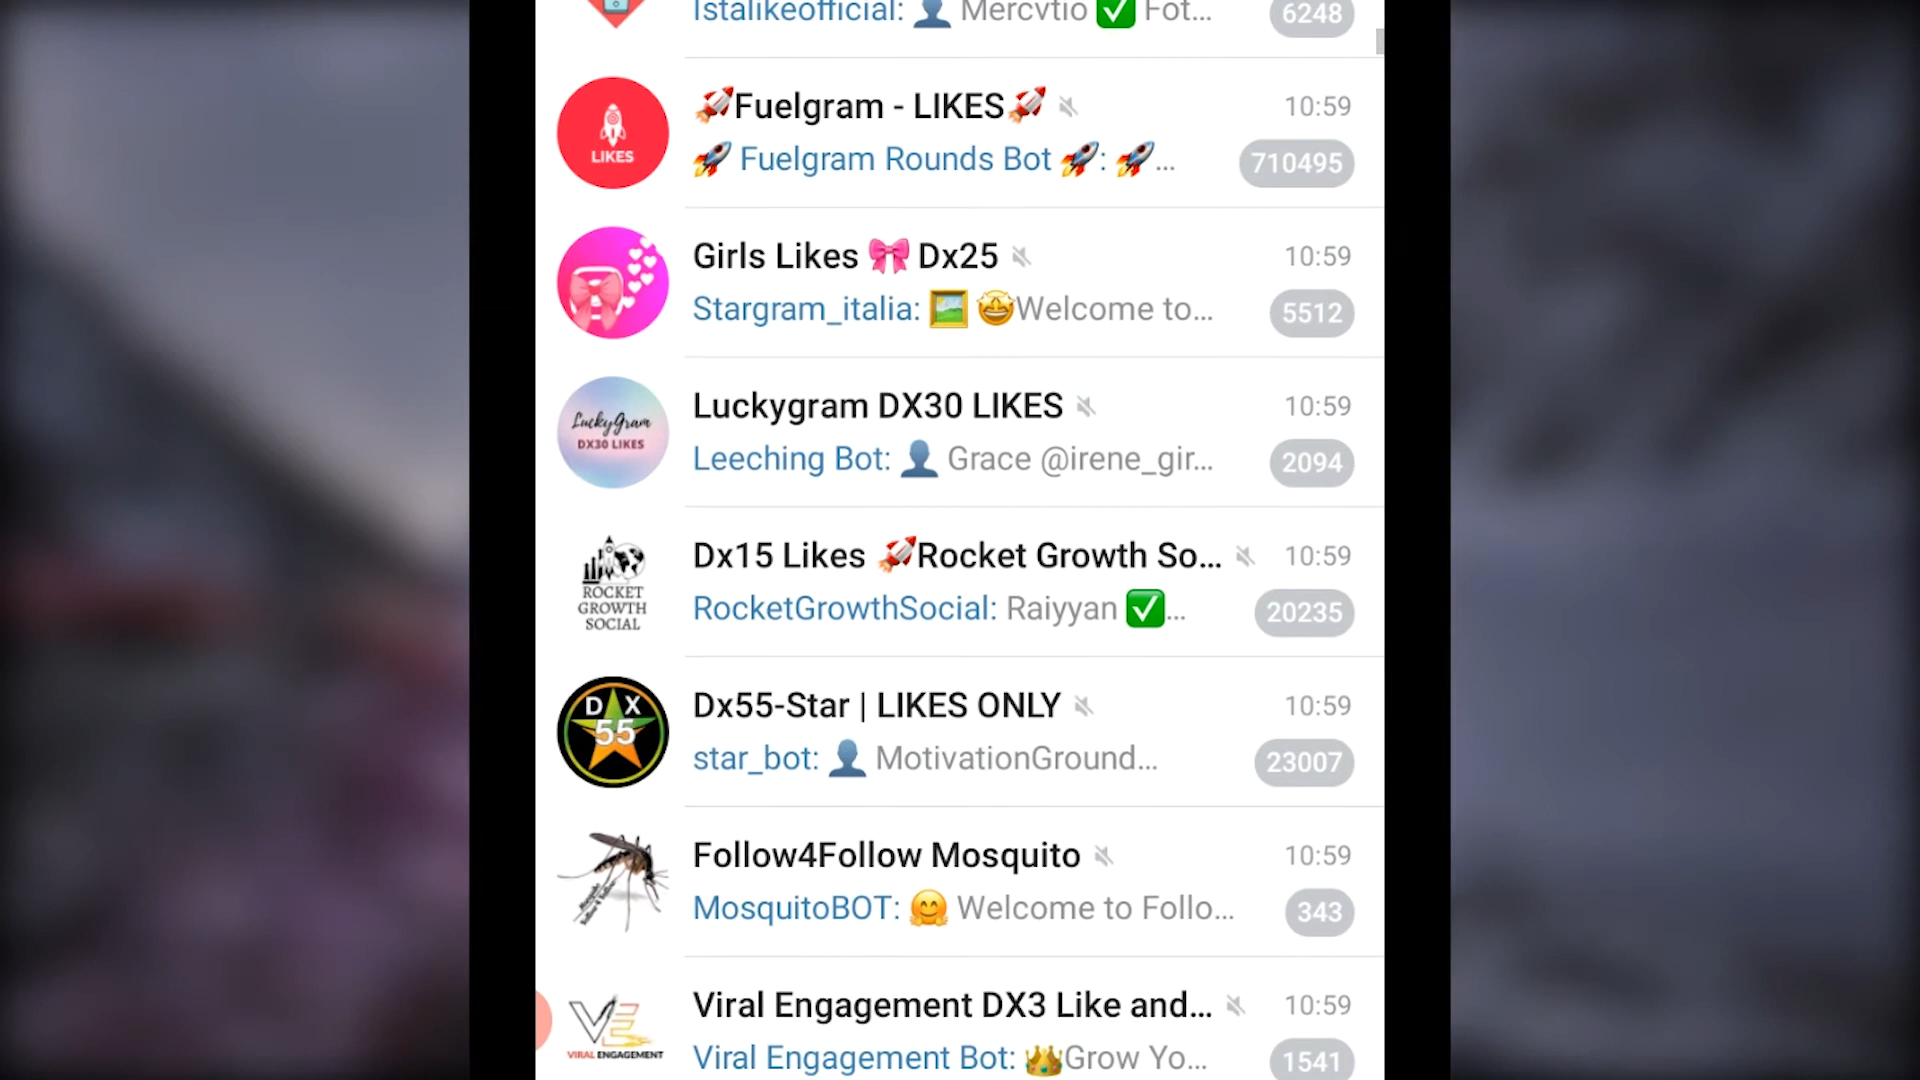 Istalikeofficial: 👤 Mercvtio ✅ Fot...
6248
LIKES
🚀Fuelgram - LIKES🚀
10:59
🚀 Fuelgram Rounds Bot 🚀: 🚀...
710495
Girls Likes 🎀 Dx25
10:59
Stargram_italia: 🖼️ 🤩Welcome to...
5512
LuckyGram
DX30 LIKES
Luckygram DX30 LIKES
10:59
Leeching Bot: 👤 Grace @irene_gir...
2094
ROCKET
GROWTH
SOCIAL
Dx15 Likes 🚀Rocket Growth So...
10:59
RocketGrowthSocial: Raiyyan ✅...
20235
D X
55
Dx55-Star | LIKES ONLY
10:59
star_bot: 👤 MotivationGround...
23007
Follow4Follow Mosquito
10:59
MosquitoBOT: 🤗 Welcome to Follo...
343
VE
VIRAL ENGAGEMENT
Viral Engagement DX3 Like and...
10:59
Viral Engagement Bot: 👑Grow Yo...
1541